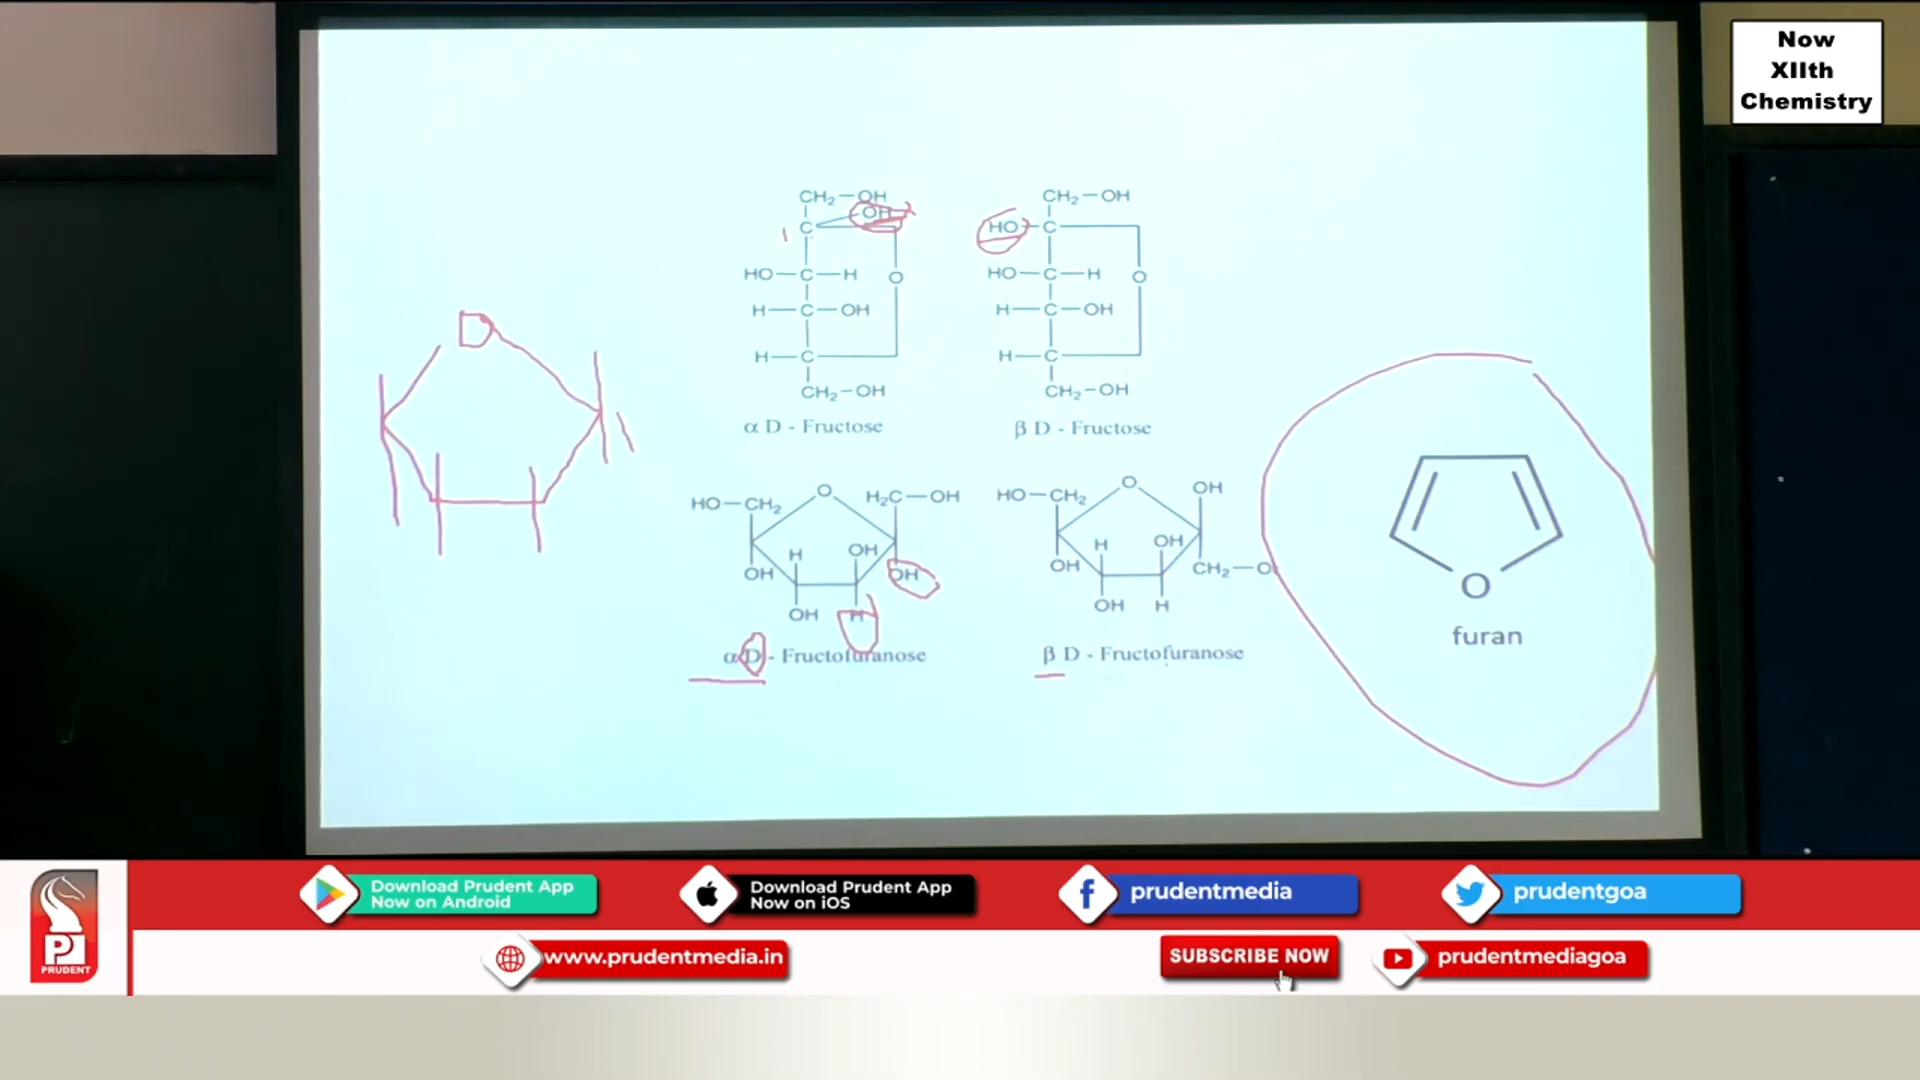 Now
XIIth
Chemistry
CH₂—OH
OH
C
HO—C—H
O
H—C—OH
H—C
CH₂—OH
α D - Fructose
CH₂—OH
HO—C
HO—C—H
O
H—C—OH
H—C
CH₂—OH
β D - Fructose
HO—CH₂
O
H₂C—OH
H
OH
OH
OH
OH
H
α D - Fructofuranose
HO—CH₂
O
OH
H
OH
OH
CH₂—O
OH
H
β D - Fructofuranose
O
furan
Download Prudent App
Now on Android
Download Prudent App
Now on iOS
prudentmedia
prudentgoa
PRUDENT
www.prudentmedia.in
SUBSCRIBE NOW
prudentmediagoa